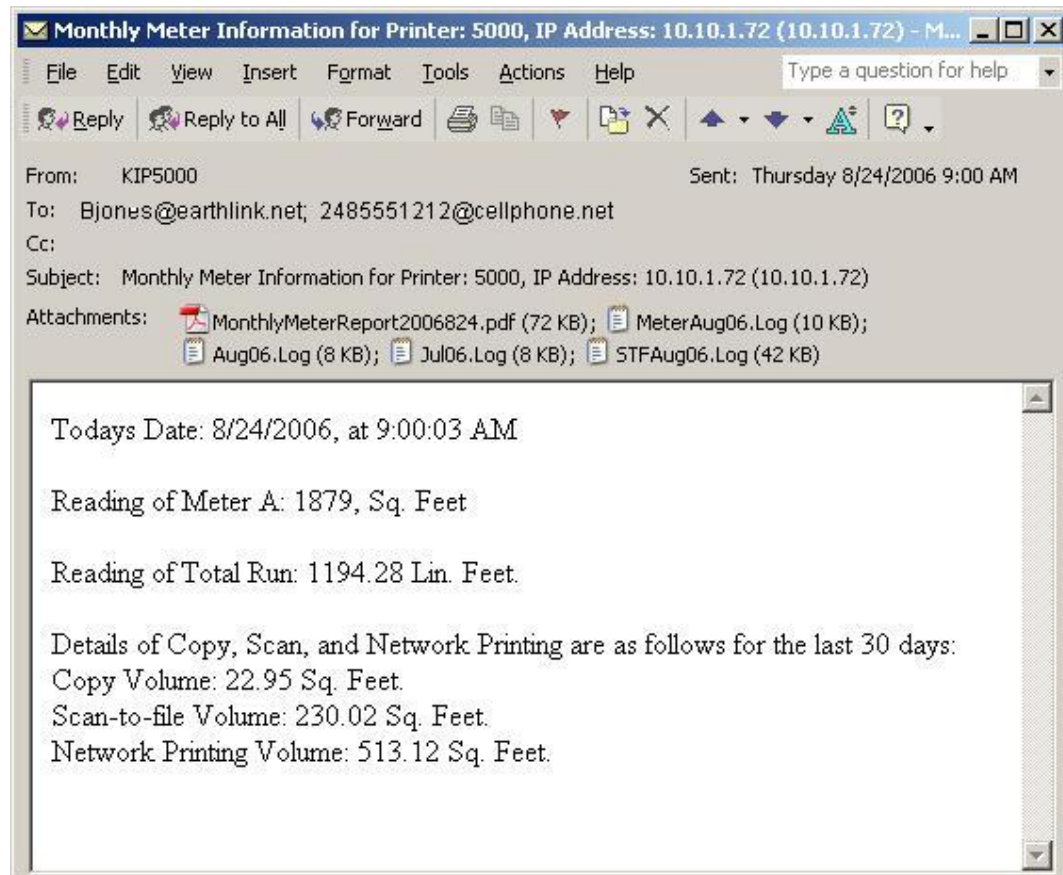 Monthly Meter Information for Printer: 5000, IP Address: 10.10.1.72 (10.10.1.72) - M...
File Edit View Insert Format Tools Actions Help Type a question for help
Reply Reply to All Forward
From: KIP5000 Sent: Thursday 8/24/2006 9:00 AM
To: Bjones@earthlink.net; 2485551212@cellphone.net
Cc:
Subject: Monthly Meter Information for Printer: 5000, IP Address: 10.10.1.72 (10.10.1.72)
Attachments: MonthlyMeterReport2006824.pdf (72 KB); MeterAug06.Log (10 KB);
Aug06.Log (8 KB); Jul06.Log (8 KB); STFAug06.Log (42 KB)
Todays Date: 8/24/2006, at 9:00:03 AM
Reading of Meter A: 1879, Sq. Feet
Reading of Total Run: 1194.28 Lin. Feet.
Details of Copy, Scan, and Network Printing are as follows for the last 30 days:
Copy Volume: 22.95 Sq. Feet.
Scan-to-file Volume: 230.02 Sq. Feet.
Network Printing Volume: 513.12 Sq. Feet.